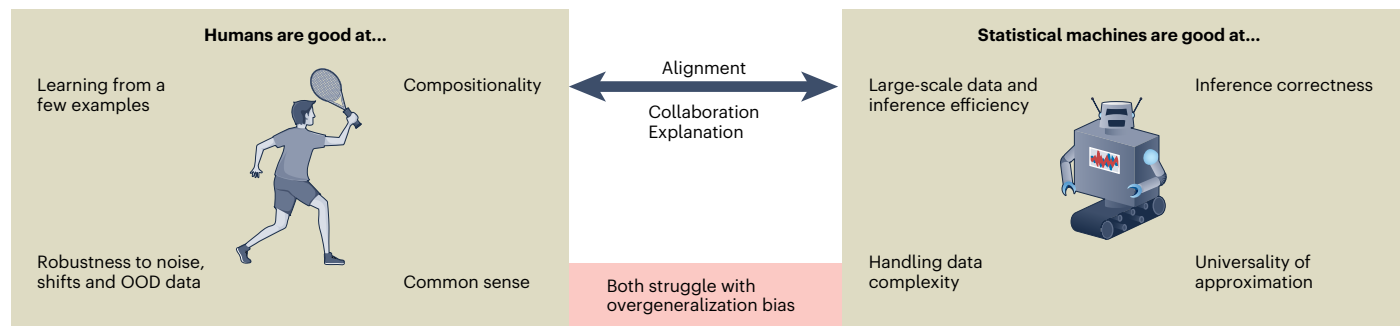 Humans are good at...
Learning from a
few examples
Compositionality
Robustness to noise,
shifts and OOD data
Common sense
Alignment
Collaboration
Explanation
Both struggle with
overgeneralization bias
Statistical machines are good at...
Large-scale data and
inference efficiency
Inference correctness
Handling data
complexity
Universality of
approximation